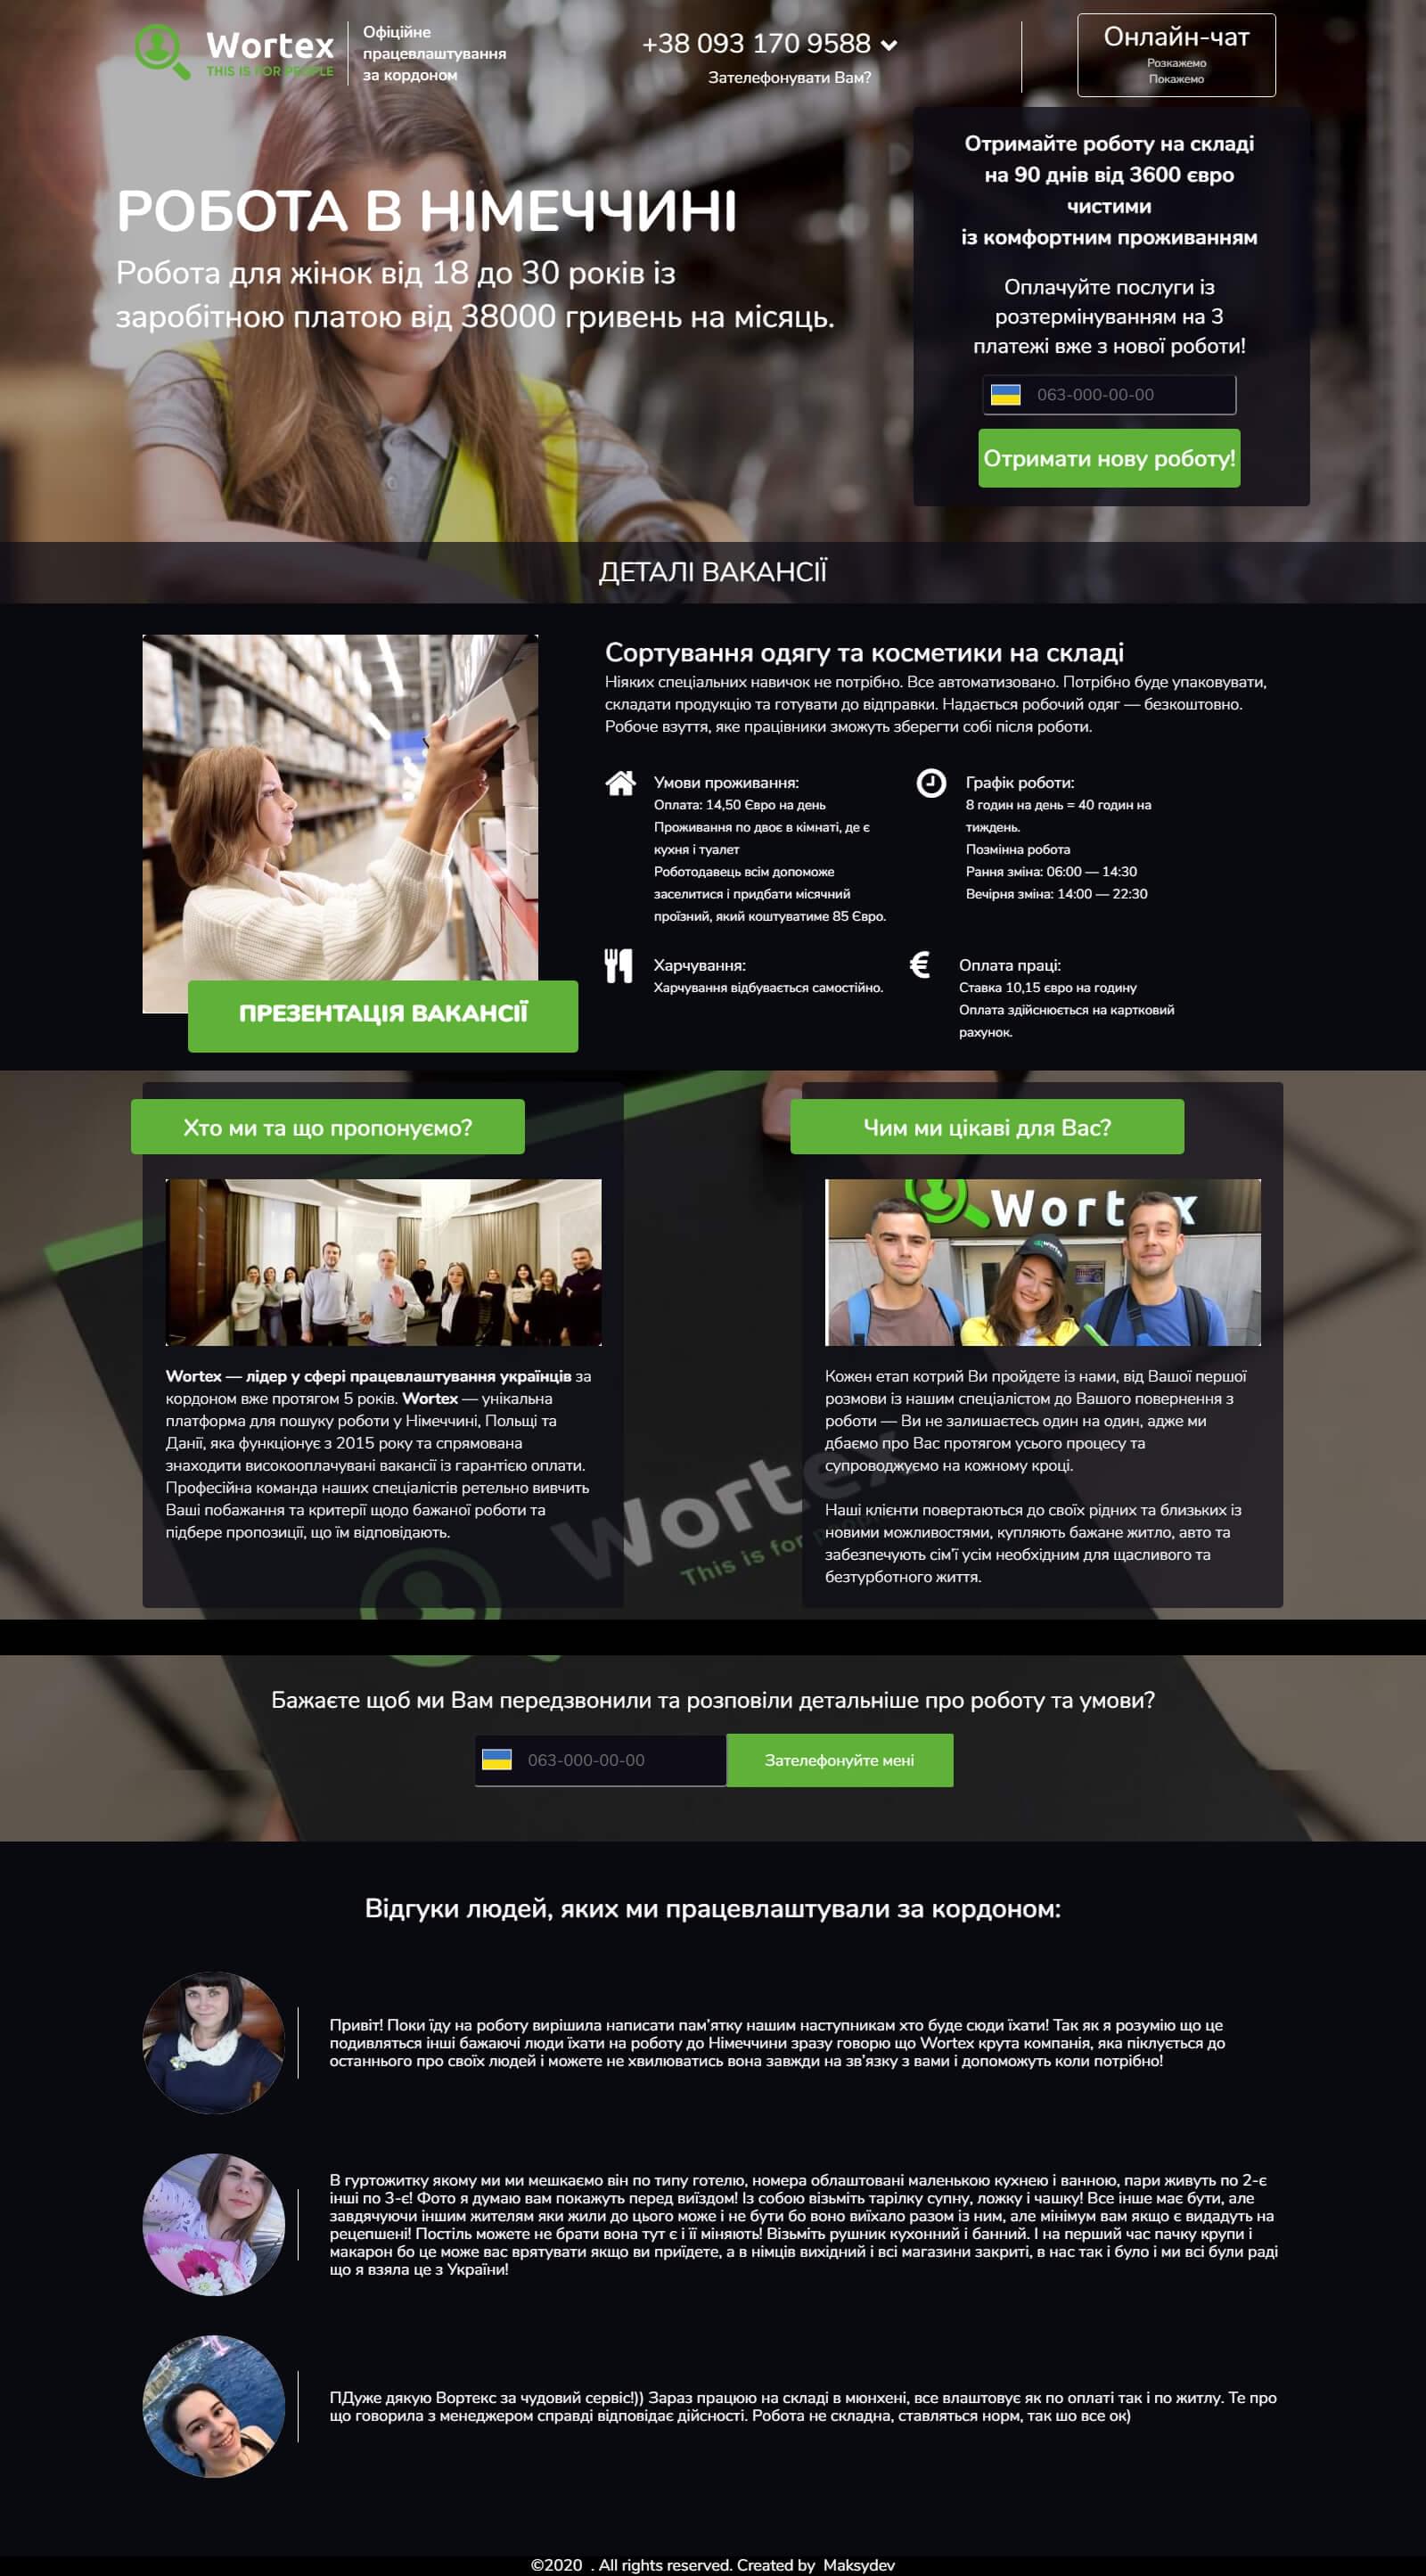 Wortex
THIS IS FOR PEOPLE
Офіційне
працевлаштування
за кордоном
+38 093 170 9588
Зателефонувати Вам?
Онлайн-чат
Розкажемо
Покажемо
РОБОТА В НІМЕЧЧИНІ
Робота для жінок від 18 до 30 років із
заробітною платою від 38000 гривень на місяць.
Отримайте роботу на складі
на 90 днів від 3600 євро
чистими
із комфортним проживанням
Оплачуйте послуги із
розтермінуванням на 3
платежі вже з нової роботи!
063-000-00-00
Отримати нову роботу!
ДЕТАЛІ ВАКАНСІЇ
Сортування одягу та косметики на складі
Ніяких спеціальних навичок не потрібно. Все автоматизовано. Потрібно буде упаковувати,
складати продукцію та готувати до відправки. Надається робочий одяг — безкоштовно.
Робоче взуття, яке працівники зможуть зберегти собі після роботи.
Умови проживання:
Оплата: 14,50 Євро на день
Проживання по двоє в кімнаті, де є
кухня і туалет
Роботодавець всім допоможе
заселитися і придбати місячний
проїзний, який коштуватиме 85 Євро.
Графік роботи:
8 годин на день = 40 годин на
тиждень.
Позмінна робота
Рання зміна: 06:00 — 14:30
Вечірня зміна: 14:00 — 22:30
Харчування:
Харчування відбувається самостійно.
Оплата праці:
Ставка 10,15 євро на годину
Оплата здійснюється на картковий
рахунок.
ПРЕЗЕНТАЦІЯ ВАКАНСІЇ
Хто ми та що пропонуємо?
Wortex — лідер у сфері працевлаштування українців за
кордоном вже протягом 5 років. Wortex — унікальна
платформа для пошуку роботи у Німеччині, Польщі та
Данії, яка функціонує з 2015 року та спрямована
знаходити високооплачувані вакансії із гарантією оплати.
Професійна команда наших спеціалістів ретельно вивчить
Ваші побажання та критерії щодо бажаної роботи та
підбере пропозиції, що їм відповідають.
Чим ми цікаві для Вас?
Wortex
Кожен етап котрий Ви пройдете із нами, від Вашої першої
розмови із нашим спеціалістом до Вашого повернення з
роботи — Ви не залишаєтесь один на один, адже ми
дбаємо про Вас протягом усього процесу та
супроводжуємо на кожному кроці.
Наші клієнти повертаються до своїх рідних та близьких із
новими можливостями, купляють бажане житло, авто та
забезпечують сім'ї усім необхідним для щасливого та
безтурботного життя.
Wortex
This is for people
Бажаєте щоб ми Вам передзвонили та розповіли детальніше про роботу та умови?
063-000-00-00
Зателефонуйте мені
Відгуки людей, яких ми працевлаштували за кордоном:
Привіт! Поки їду на роботу вирішила написати пам'ятку нашим наступникам хто буде сюди їхати! Так як я розумію що це
подивляться інші бажаючі люди їхати на роботу до Німеччини зразу говорю що Wortex крута компанія, яка піклується до
останнього про своїх людей і можете не хвилюватись вона завжди на зв'язку з вами і допоможуть коли потрібно!
В гуртожитку якому ми ми мешкаємо він по типу готелю, номера облаштовані маленькою кухнею і ванною, пари живуть по 2-є
інші по 3-є! Фото я думаю вам покажуть перед виїздом! Із собою візьміть тарілку супну, ложку і чашку! Все інше має бути, але
завдячуючи іншим жителям яки жили до цього може і не бути бо воно виїхало разом із ним, але мінімум вам якщо є видадуть на
рецепшені! Постіль можете не брати вона тут є і її міняють! Візьміть рушник кухонний і банний. І на перший час пачку крупи і
макарон бо це може вас врятувати якщо ви приїдете, а в німців вихідний і всі магазини закриті, в нас так і було і ми всі були раді
що я взяла це з України!
ПДуже дякую Вортекс за чудовий сервіс!)) Зараз працюю на складі в мюнхені, все влаштовує як по оплаті так і по житлу. Те про
що говорила з менеджером справді відповідає дійсності. Робота не складна, ставляться норм, так шо все ок)
©2020 . All rights reserved. Created by Maksydev